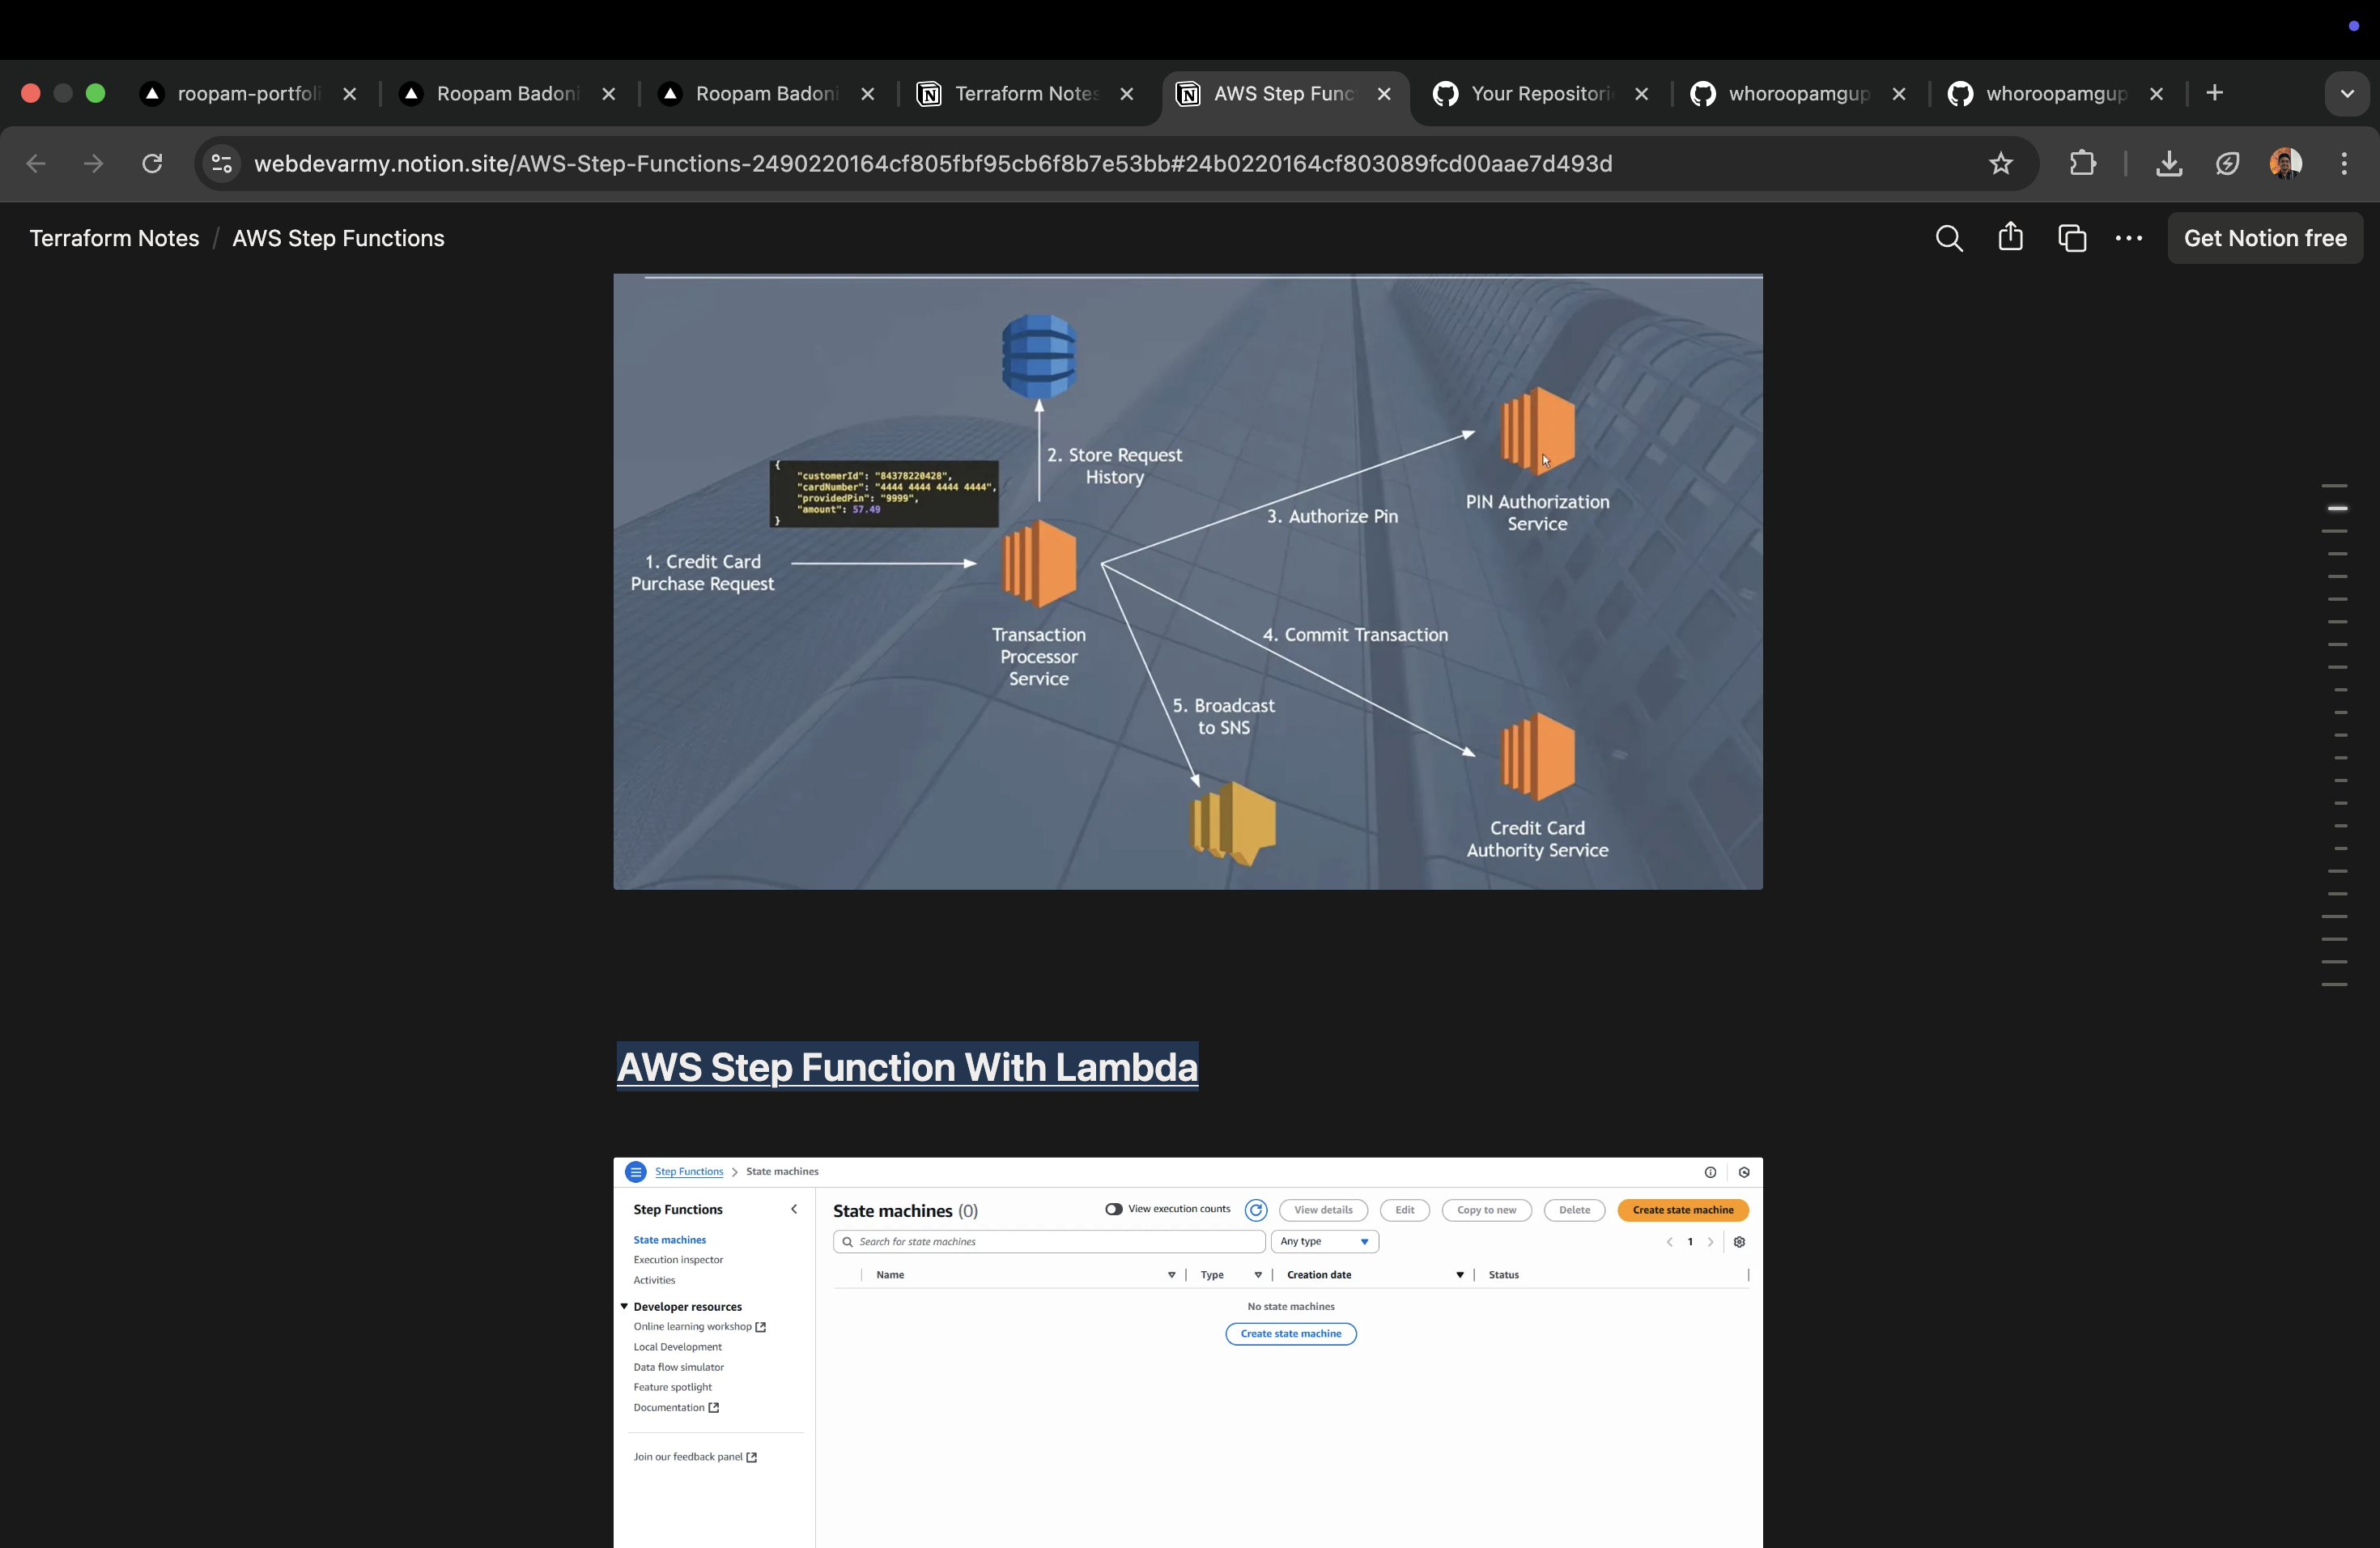 roopam-portfoli
Roopam Badoni
Roopam Badoni
Terraform Notes
AWS Step Func
Your Repositori
whoroopamgup
whoroopamgup
webdevarmy.notion.site/AWS-Step-Functions-2490220164cf805fbf95cb6f8b7e53bb#24b0220164cf803089fcd00aae7d493d
Terraform Notes / AWS Step Functions
Get Notion free
{
"customerId": "84378220428",
"cardNumber": "4444 4444 4444 4444",
"providedPin": "9999",
"amount": 57.49
}
2. Store Request
History
1. Credit Card
Purchase Request
Transaction
Processor
Service
3. Authorize Pin
PIN Authorization
Service
4. Commit Transaction
5. Broadcast
to SNS
Credit Card
Authority Service
AWS Step Function With Lambda
Step Functions > State machines
Step Functions
State machines
Execution inspector
Activities
Developer resources
Online learning workshop
Local Development
Data flow simulator
Feature spotlight
Documentation
Join our feedback panel
State machines (0)
View execution counts
View details
Edit
Copy to new
Delete
Create state machine
Search for state machines
Any type
1
Name
Type
Creation date
Status
No state machines
Create state machine